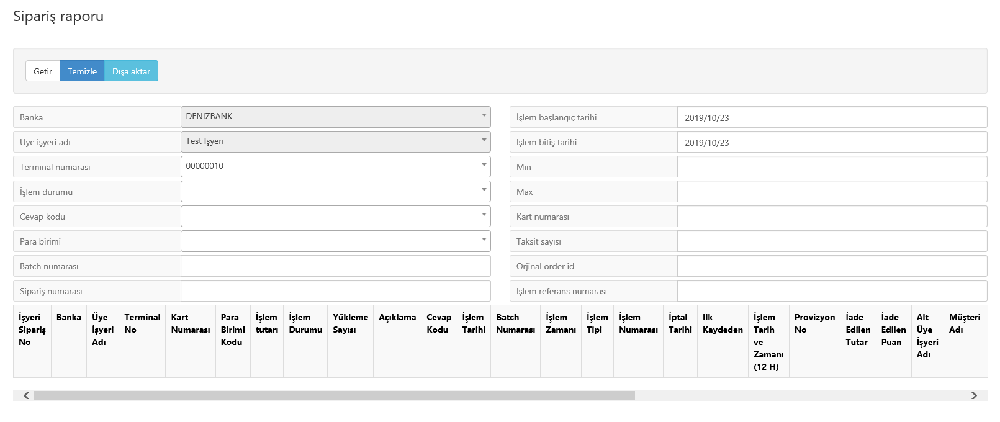 Sipariş raporu
Getir Temizle Dışa aktar
Banka DENIZBANK İşlem başlangıç tarihi 2019/10/23
Üye işyeri adı Test İşyeri İşlem bitiş tarihi 2019/10/23
Terminal numarası 00000010 Min
İşlem durumu Max
Cevap kodu Kart numarası
Para birimi Taksit sayısı
Batch numarası Orjinal order id
Sipariş numarası İşlem referans numarası
İşyeri Banka Üye Terminal Kart Para İşlem İşlem Yükleme Açıklama Cevap İşlem Batch İşlem İşlem İşlem İptal Ilk İşlem Provizyon İade İade Alt Müşteri
Sipariş İşyeri No Numarası Birimi tutarı Durumu Sayısı Kodu Tarihi Numarası Zamanı Tipi Numarası Tarihi Kaydeden Tarih No Edilen Edilen Üye Adı
No Adı Kodu ve Tutar Puan İşyeri
Zamanı Adı
(12 H)